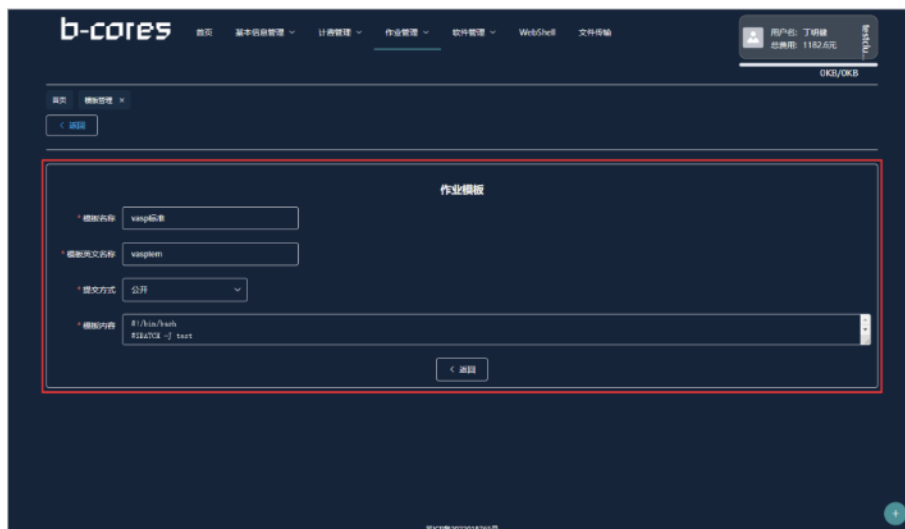 b-cores 首页 基本信息管理 计费管理 作业管理 软件管理 WebShell 文件传输
用户名: 丁明健
总费用: 1182.6元
testclu...
0KB/0KB
首页 模板管理 ×
< 返回
作业模板
* 模板名称 vasp标准
* 模板英文名称 vasptem
* 提交方式 公开
* 模板内容 #!/bin/bash
#SBATCH -J test
< 返回